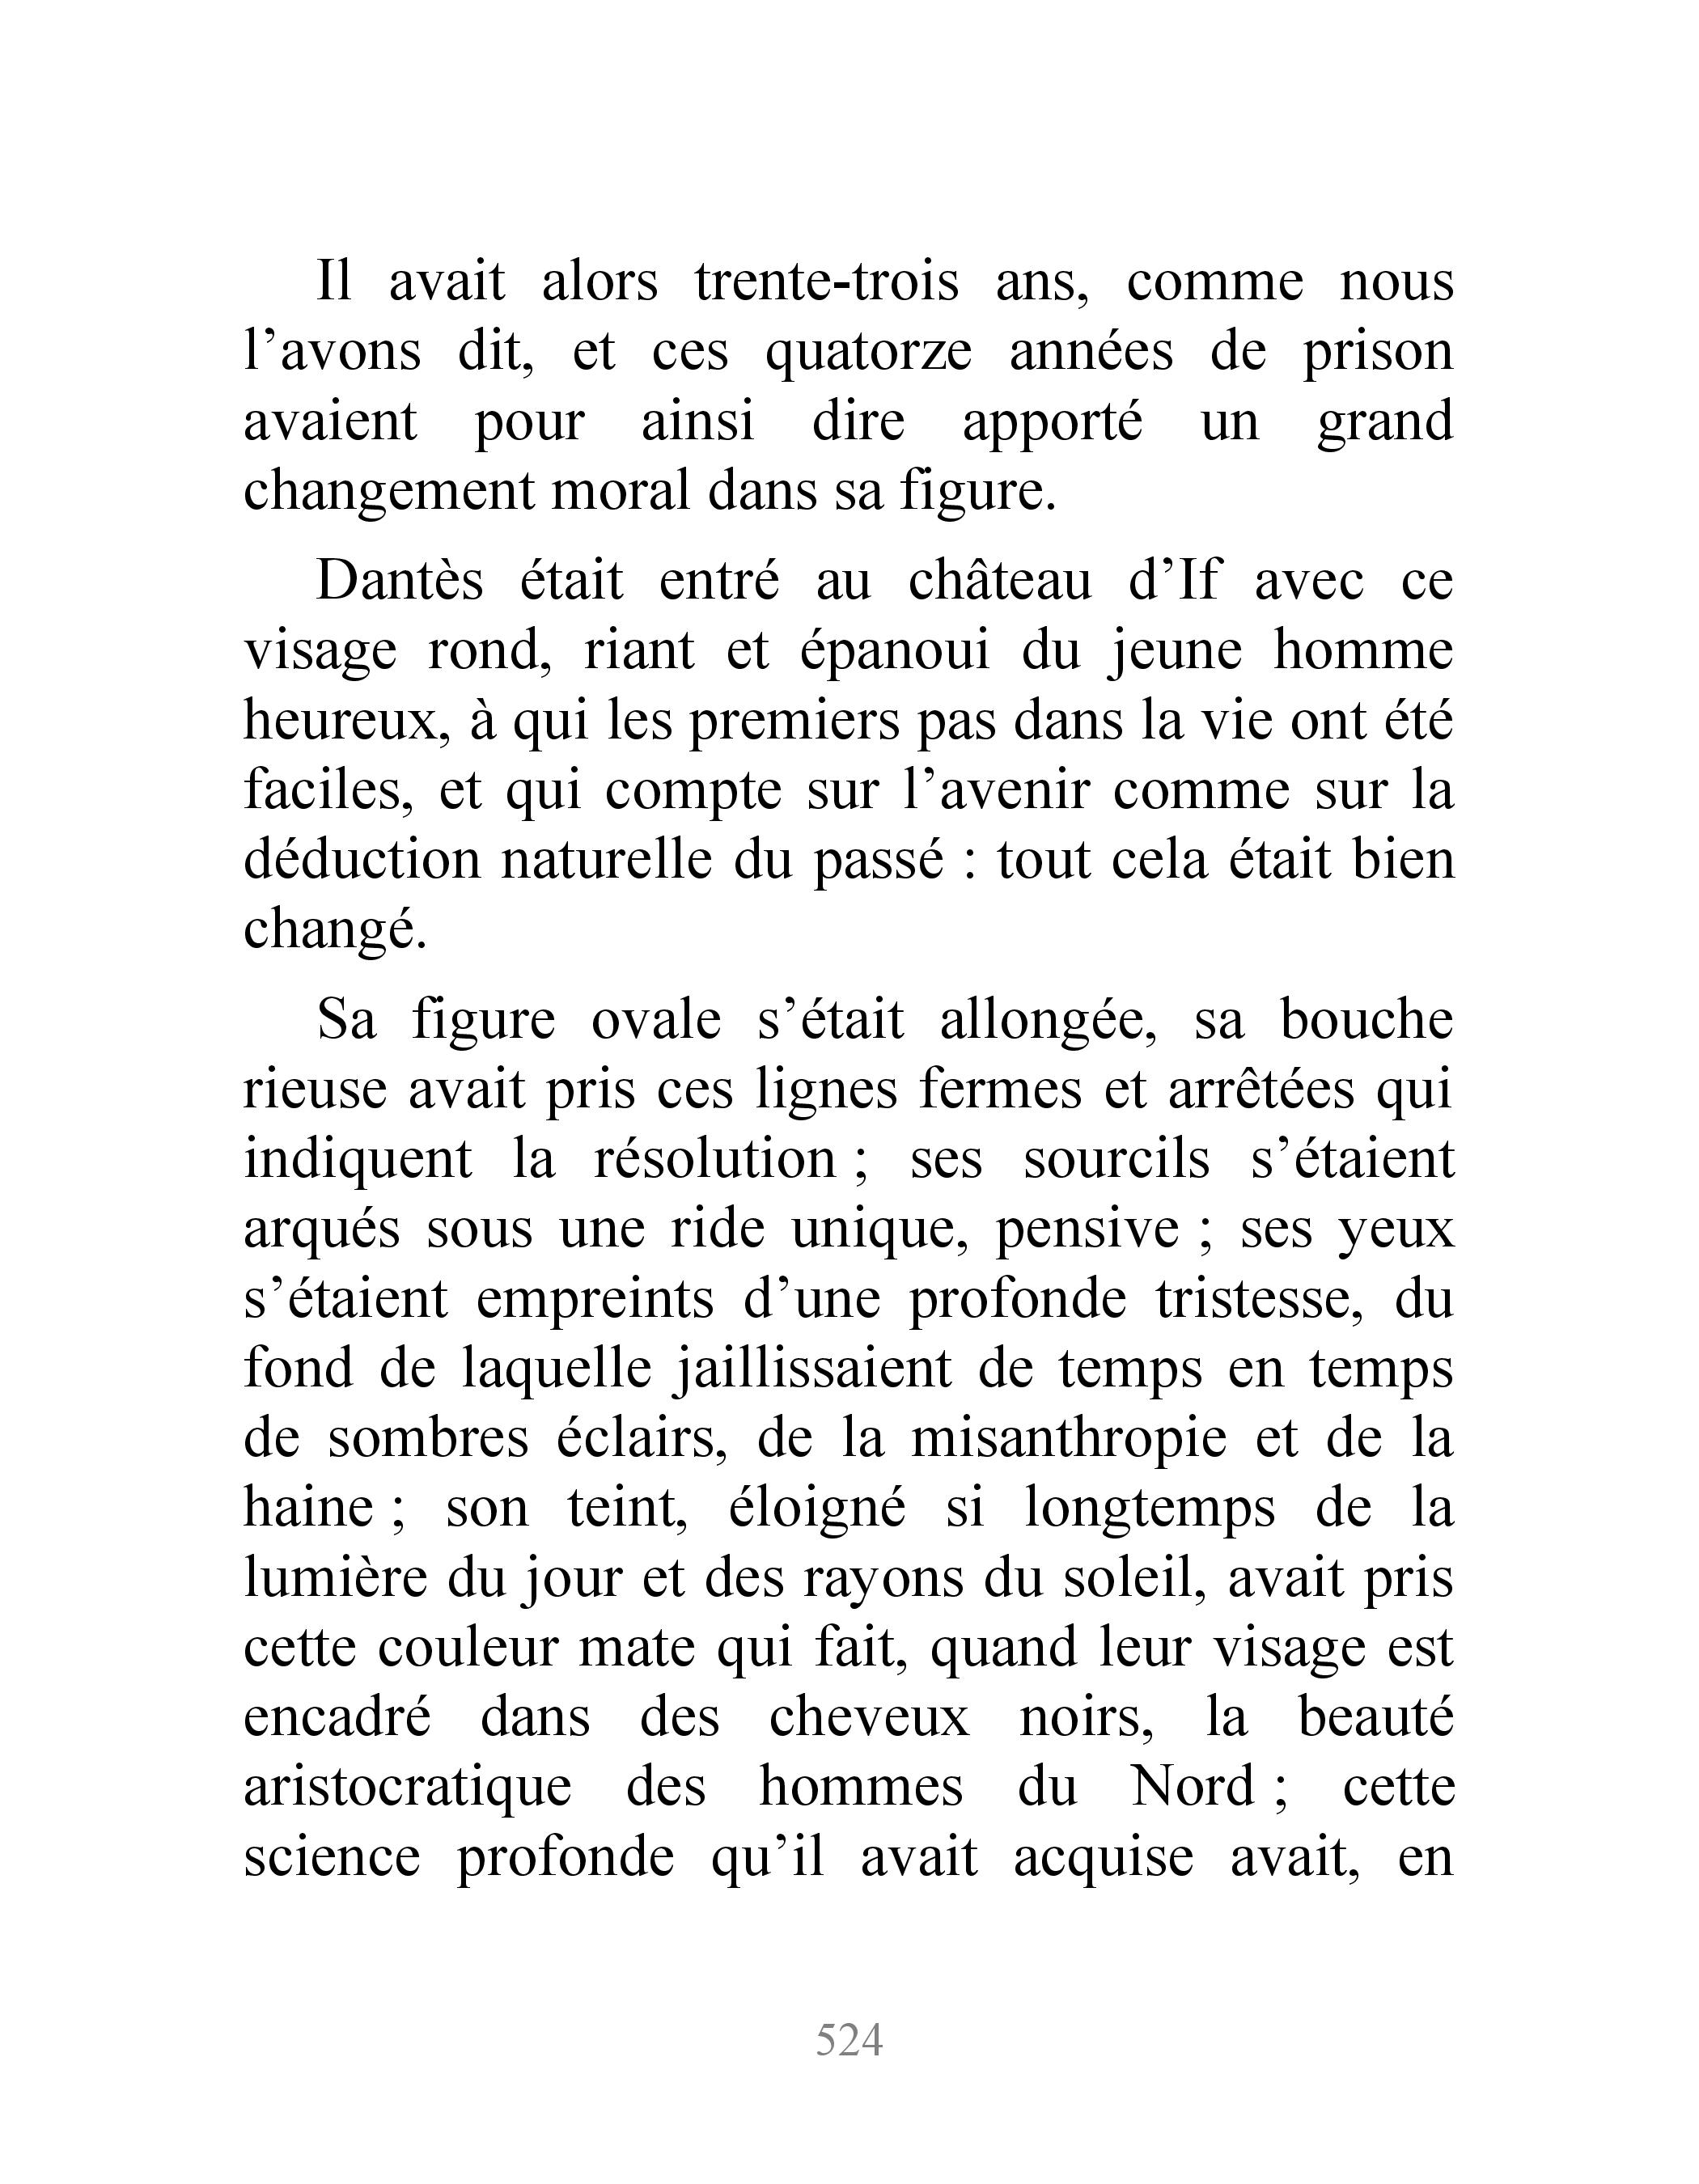 Il avait alors trente-trois ans, comme nous
l’avons dit, et ces quatorze années de prison
avaient pour ainsi dire apporté un grand
changement moral dans sa figure.
Dantès était entré au château d’If avec ce
visage rond, riant et épanoui du jeune homme
heureux, à qui les premiers pas dans la vie ont été
faciles, et qui compte sur l’avenir comme sur la
déduction naturelle du passé : tout cela était bien
changé.
Sa figure ovale s’était allongée, sa bouche
rieuse avait pris ces lignes fermes et arrêtées qui
indiquent la résolution ; ses sourcils s’étaient
arqués sous une ride unique, pensive ; ses yeux
s’étaient empreints d’une profonde tristesse, du
fond de laquelle jaillissaient de temps en temps
de sombres éclairs, de la misanthropie et de la
haine ; son teint, éloigné si longtemps de la
lumière du jour et des rayons du soleil, avait pris
cette couleur mate qui fait, quand leur visage est
encadré dans des cheveux noirs, la beauté
aristocratique des hommes du Nord ; cette
science profonde qu’il avait acquise avait, en
524